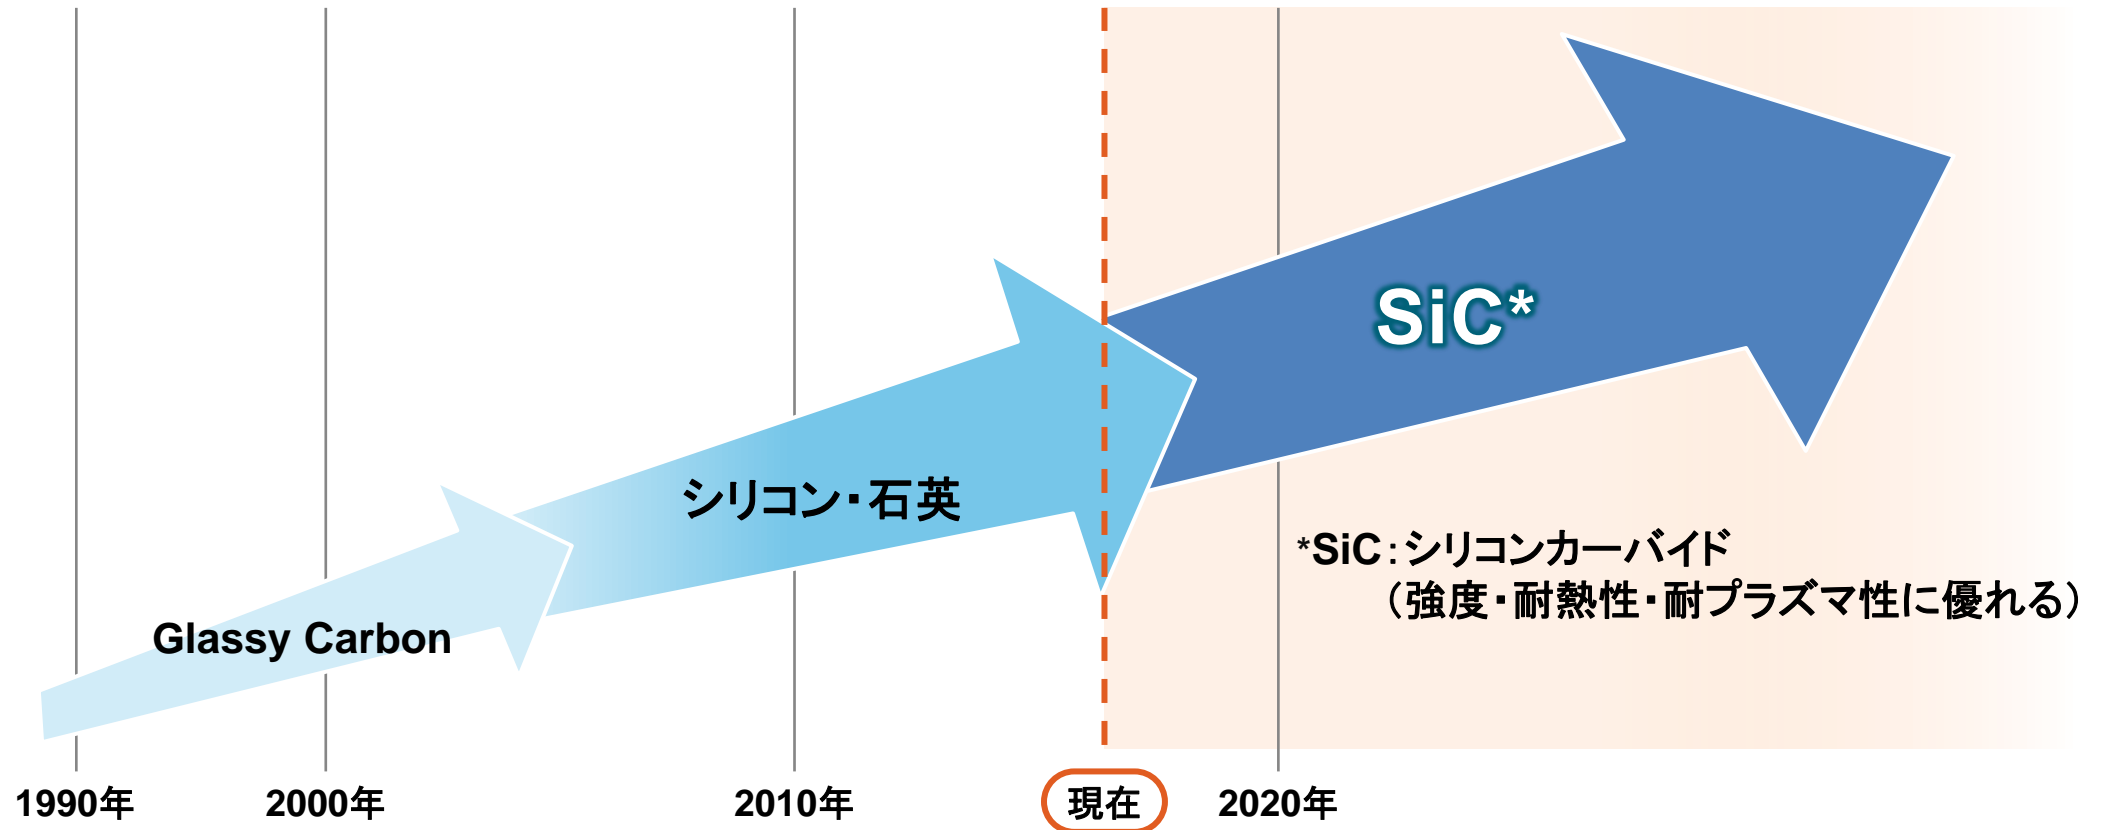 SiC*
シリコン・石英
*SiC：シリコンカーバイド
（強度・耐熱性・耐プラズマ性に優れる）
Glassy Carbon
1990年
2000年
2010年
現在
2020年